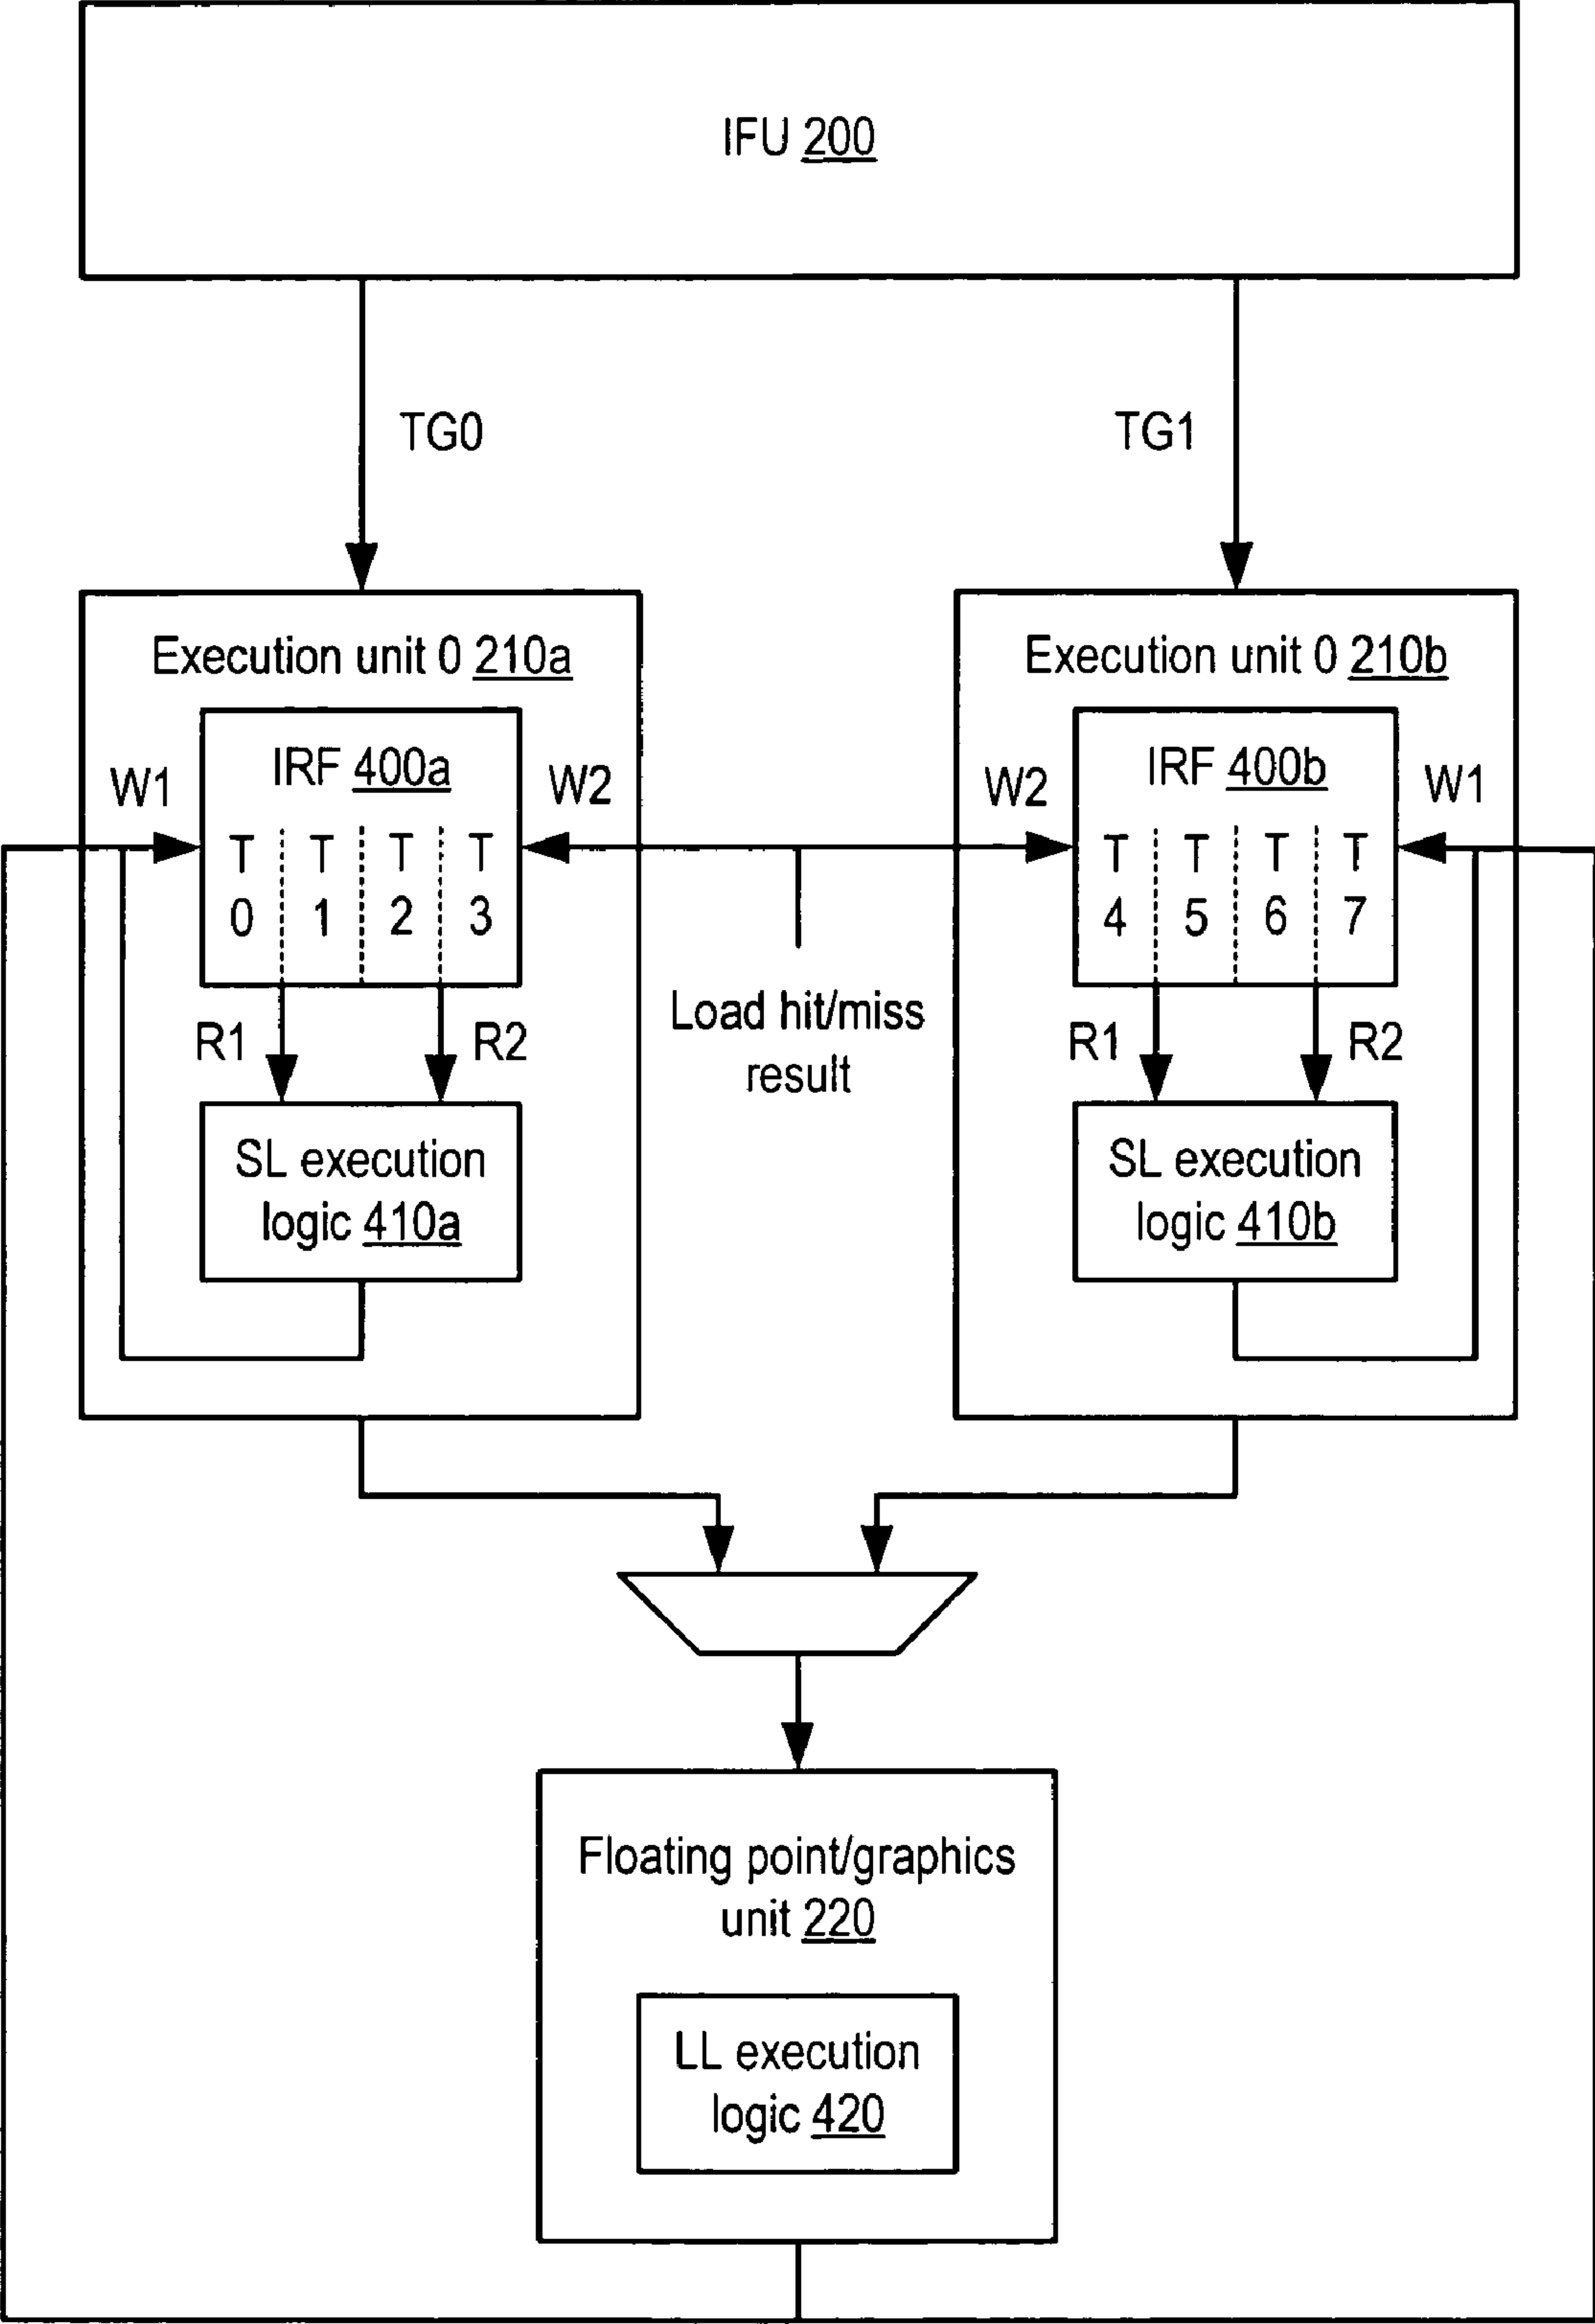 IFU 200
TG0
TG1
Execution unit 0 210a
Execution unit 0 210b
IRF 400a
IRF 400b
W1
W2
W2
W1
T T T T
0 1 2 3
T T T T
4 5 6 7
Load hit/miss
result
R1
R2
R1
R2
SL execution
logic 410a
SL execution
logic 410b
Floating point/graphics
unit 220
LL execution
logic 420